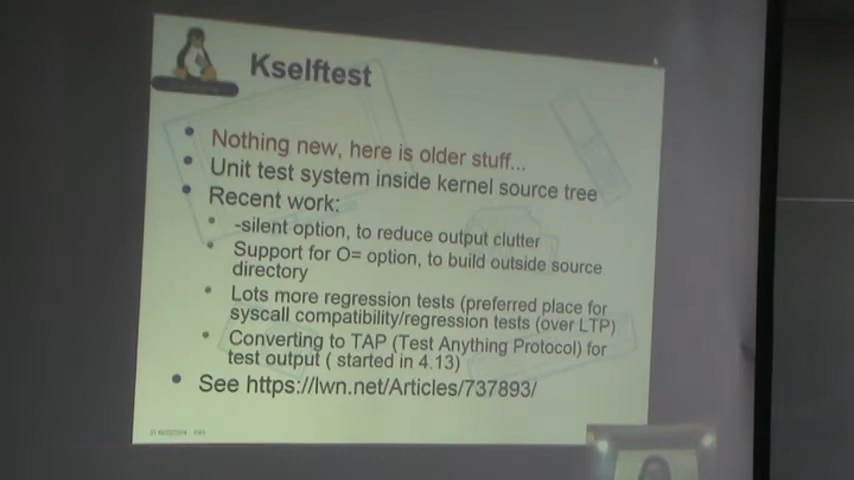 Kselftest
Nothing new, here is older stuff...
Unit test system inside kernel source tree
Recent work:
-silent option, to reduce output clutter
Support for O= option, to build outside source
directory
Lots more regression tests (preferred place for
syscall compatibility/regression tests (over LTP)
Converting to TAP (Test Anything Protocol) for
test output ( started in 4.13)
See https://lwn.net/Articles/737893/